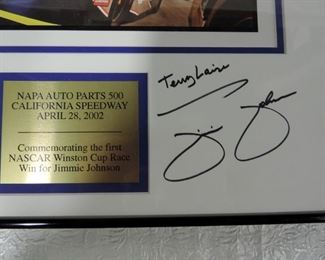 NAPA AUTO PARTS 500
CALIFORNIA SPEEDWAY
APRIL 28, 2002
Commemorating the first
NASCAR Winston Cup Race
Win for Jimmie Johnson
Terry